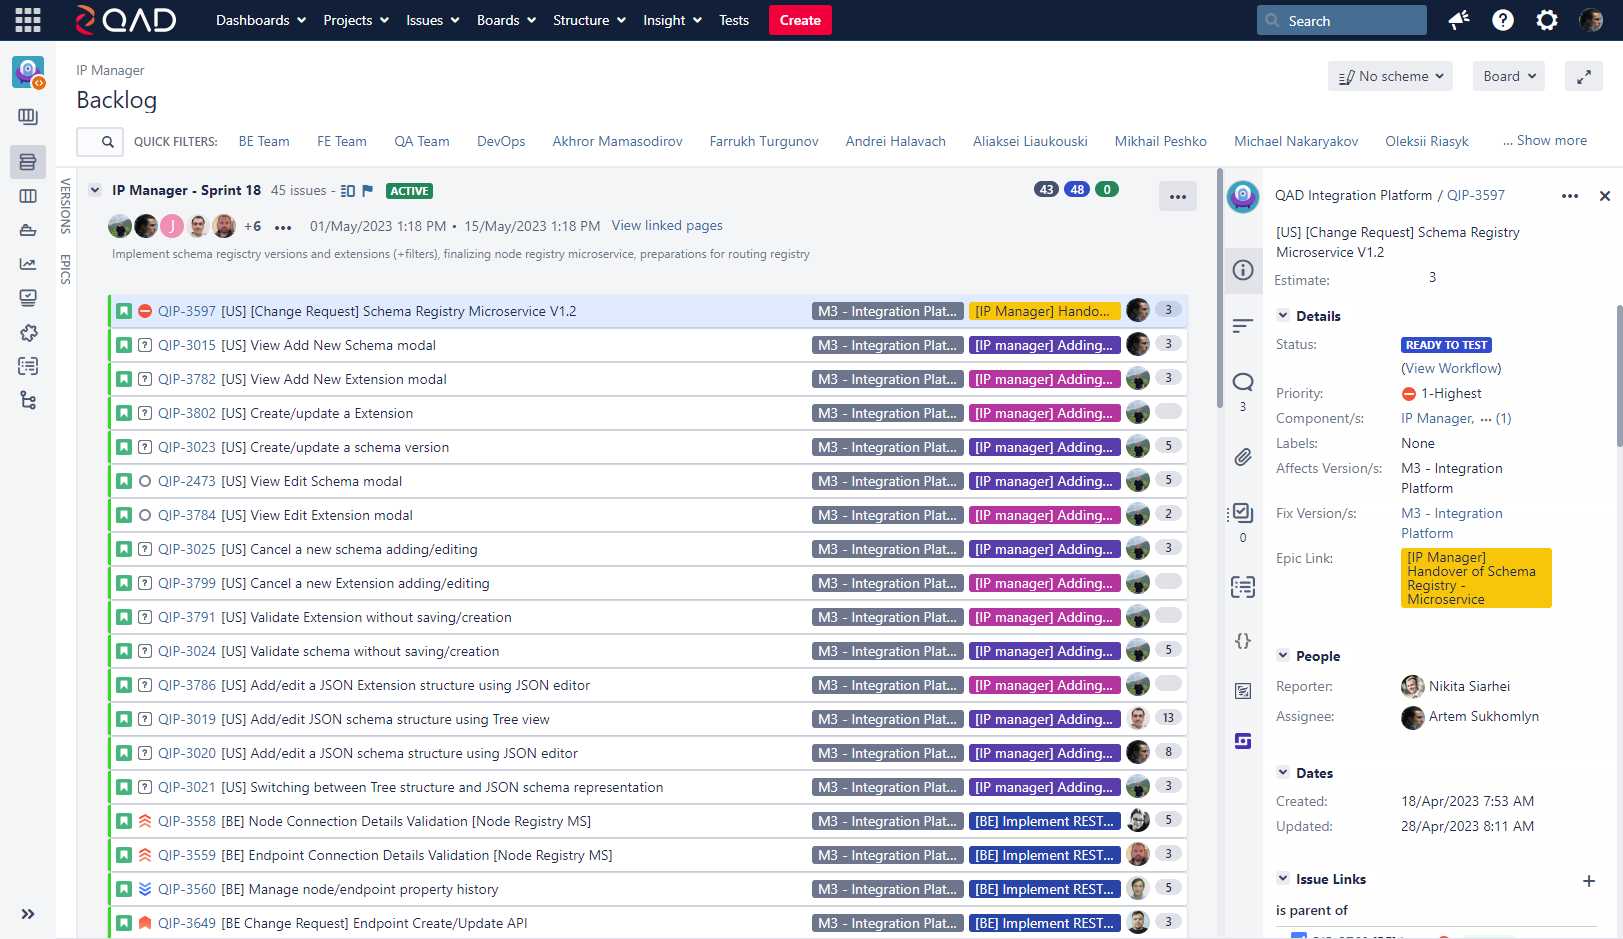 QAD Dashboards Projects Issues Boards Structure Insight Tests Create Search
IP Manager
Backlog
No scheme Board
QUICK FILTERS: BE Team FE Team QA Team DevOps Akhror Mamasodirov Farrukh Turgunov Andrei Halavach Aliaksei Liaukouski Mikhail Peshko Michael Nakaryakov Oleksii Riasyk ... Show more
VERSIONS
EPICS
IP Manager - Sprint 18 45 issues - ACTIVE 43 48 0
J +6 01/May/2023 1:18 PM • 15/May/2023 1:18 PM View linked pages
Implement schema regisctry versions and extensions (+filters), finalizing node registry microservice, preparations for routing registry
QIP-3597 [US] [Change Request] Schema Registry Microservice V1.2 M3 - Integration Plat... [IP Manager] Hando... 3
QIP-3015 [US] View Add New Schema modal M3 - Integration Plat... [IP manager] Adding... 3
QIP-3782 [US] View Add New Extension modal M3 - Integration Plat... [IP manager] Adding... 3
QIP-3802 [US] Create/update a Extension M3 - Integration Plat... [IP manager] Adding...
QIP-3023 [US] Create/update a schema version M3 - Integration Plat... [IP manager] Adding... 5
QIP-2473 [US] View Edit Schema modal M3 - Integration Plat... [IP manager] Adding... 5
QIP-3784 [US] View Edit Extension modal M3 - Integration Plat... [IP manager] Adding... 2
QIP-3025 [US] Cancel a new schema adding/editing M3 - Integration Plat... [IP manager] Adding... 3
QIP-3799 [US] Cancel a new Extension adding/editing M3 - Integration Plat... [IP manager] Adding...
QIP-3791 [US] Validate Extension without saving/creation M3 - Integration Plat... [IP manager] Adding...
QIP-3024 [US] Validate schema without saving/creation M3 - Integration Plat... [IP manager] Adding... 5
QIP-3786 [US] Add/edit a JSON Extension structure using JSON editor M3 - Integration Plat... [IP manager] Adding...
QIP-3019 [US] Add/edit JSON schema structure using Tree view M3 - Integration Plat... [IP manager] Adding... 13
QIP-3020 [US] Add/edit a JSON schema structure using JSON editor M3 - Integration Plat... [IP manager] Adding... 8
QIP-3021 [US] Switching between Tree structure and JSON schema representation M3 - Integration Plat... [IP manager] Adding... 3
QIP-3558 [BE] Node Connection Details Validation [Node Registry MS] M3 - Integration Plat... [BE] Implement REST... 5
QIP-3559 [BE] Endpoint Connection Details Validation [Node Registry MS] M3 - Integration Plat... [BE] Implement REST... 3
QIP-3560 [BE] Manage node/endpoint property history M3 - Integration Plat... [BE] Implement REST... 5
QIP-3649 [BE Change Request] Endpoint Create/Update API M3 - Integration Plat... [BE] Implement REST... 3
3
0
QAD Integration Platform / QIP-3597
[US] [Change Request] Schema Registry
Microservice V1.2
Estimate: 3
Details
Status: READY TO TEST
(View Workflow)
Priority: 1-Highest
Component/s: IP Manager, ... (1)
Labels: None
Affects Version/s: M3 - Integration
Platform
Fix Version/s: M3 - Integration
Platform
Epic Link: [IP Manager]
Handover of Schema
Registry -
Microservice
People
Reporter: Nikita Siarhei
Assignee: Artem Sukhomlyn
Dates
Created: 18/Apr/2023 7:53 AM
Updated: 28/Apr/2023 8:11 AM
Issue Links
is parent of